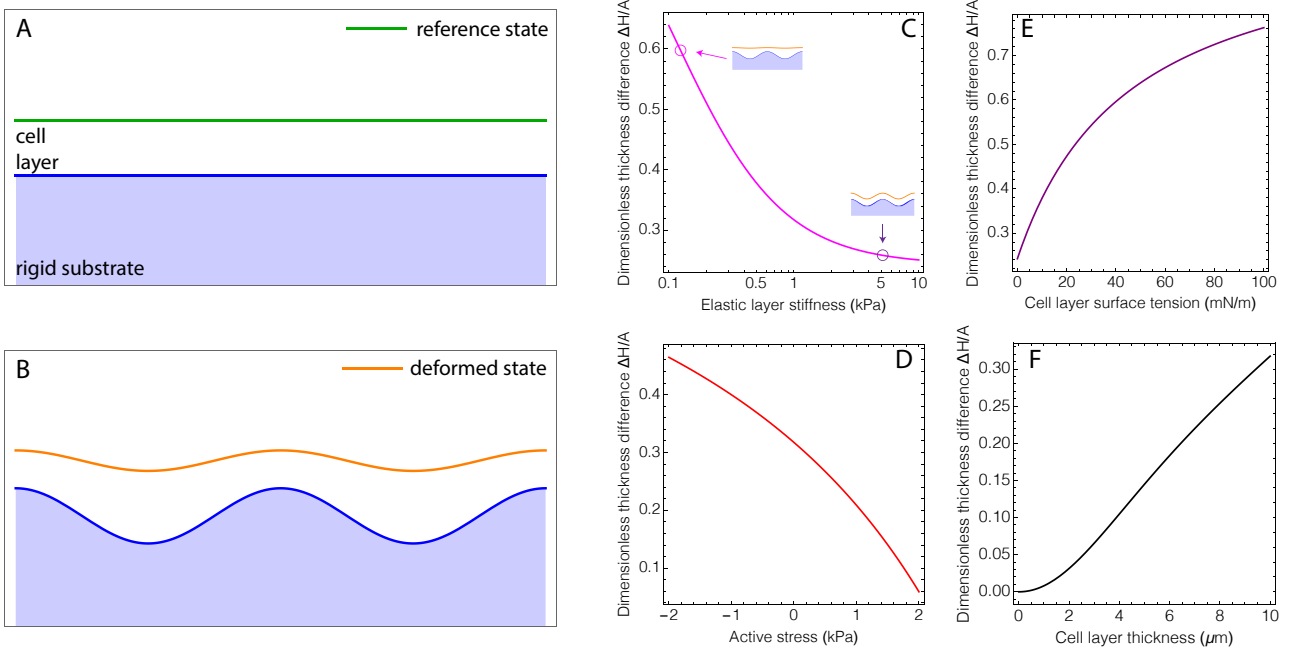 A
reference state
cell
layer
rigid substrate
B
deformed state
C
Dimensionless thickness difference ΔH/A
0.6
0.5
0.4
0.3
0.1
0.5
1
5
10
Elastic layer stiffness (kPa)
E
Dimensionless thickness difference ΔH/A
0.7
0.6
0.5
0.4
0.3
0
20
40
60
80
100
Cell layer surface tension (mN/m)
D
Dimensionless thickness difference ΔH/A
0.4
0.3
0.2
0.1
−2
−1
0
1
2
Active stress (kPa)
F
Dimensionless thickness difference ΔH/A
0.30
0.25
0.20
0.15
0.10
0.05
0.00
0
2
4
6
8
10
Cell layer thickness (μm)